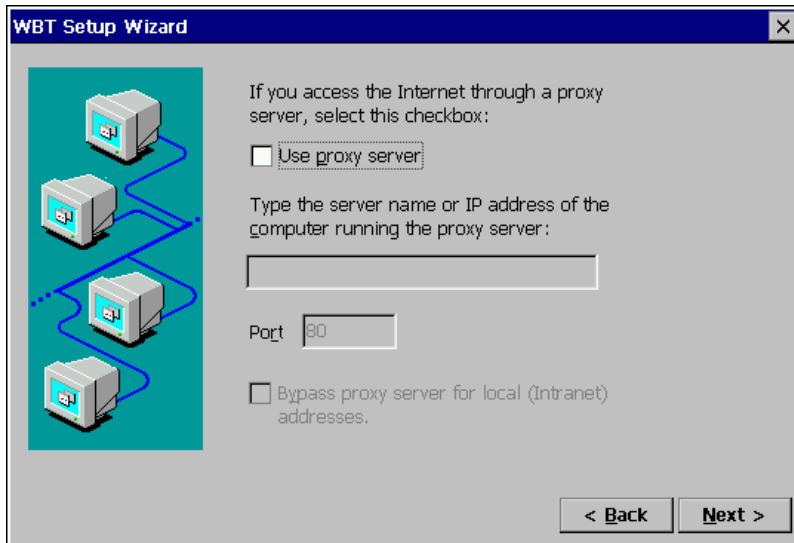 WBT Setup Wizard
If you access the Internet through a proxy
server, select this checkbox:
Use proxy server
Type the server name or IP address of the
computer running the proxy server:
Port 80
Bypass proxy server for local (Intranet)
addresses.
< Back Next >